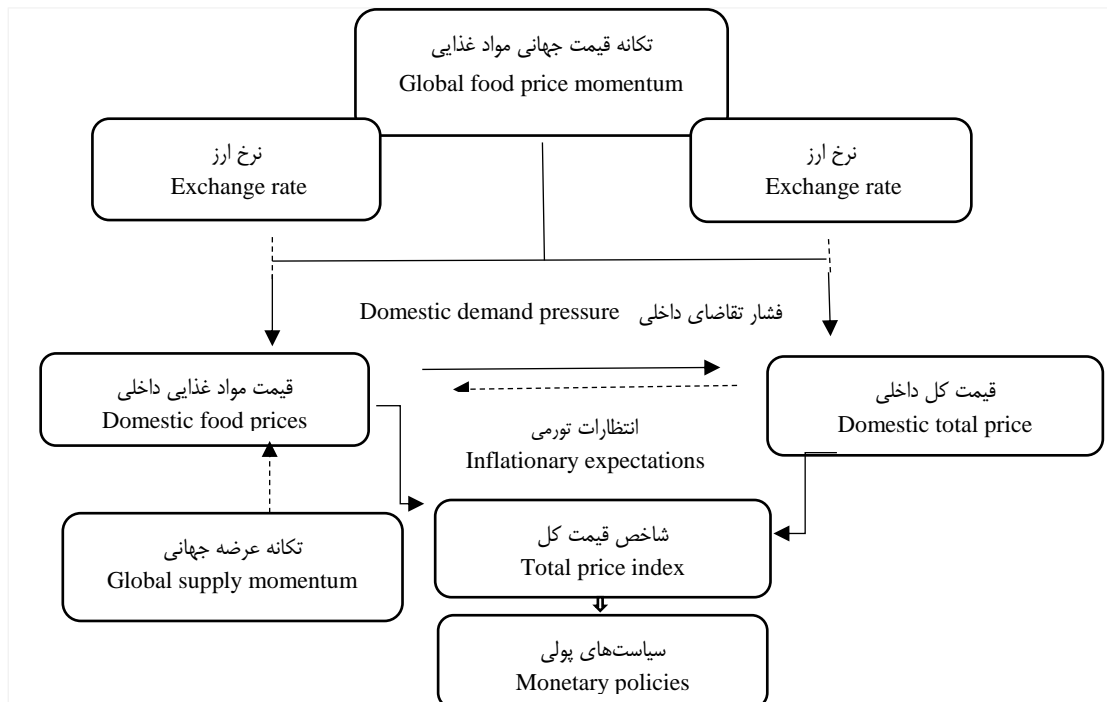 تکانه قیمت جهانی مواد غذایی
Global food price momentum
نرخ ارز
Exchange rate
نرخ ارز
Exchange rate
Domestic demand pressure فشار تقاضای داخلی
قیمت مواد غذایی داخلی
Domestic food prices
قیمت کل داخلی
Domestic total price
انتظارات تورمی
Inflationary expectations
تکانه عرضه جهانی
Global supply momentum
شاخص قیمت کل
Total price index
سیاست‌های پولی
Monetary policies